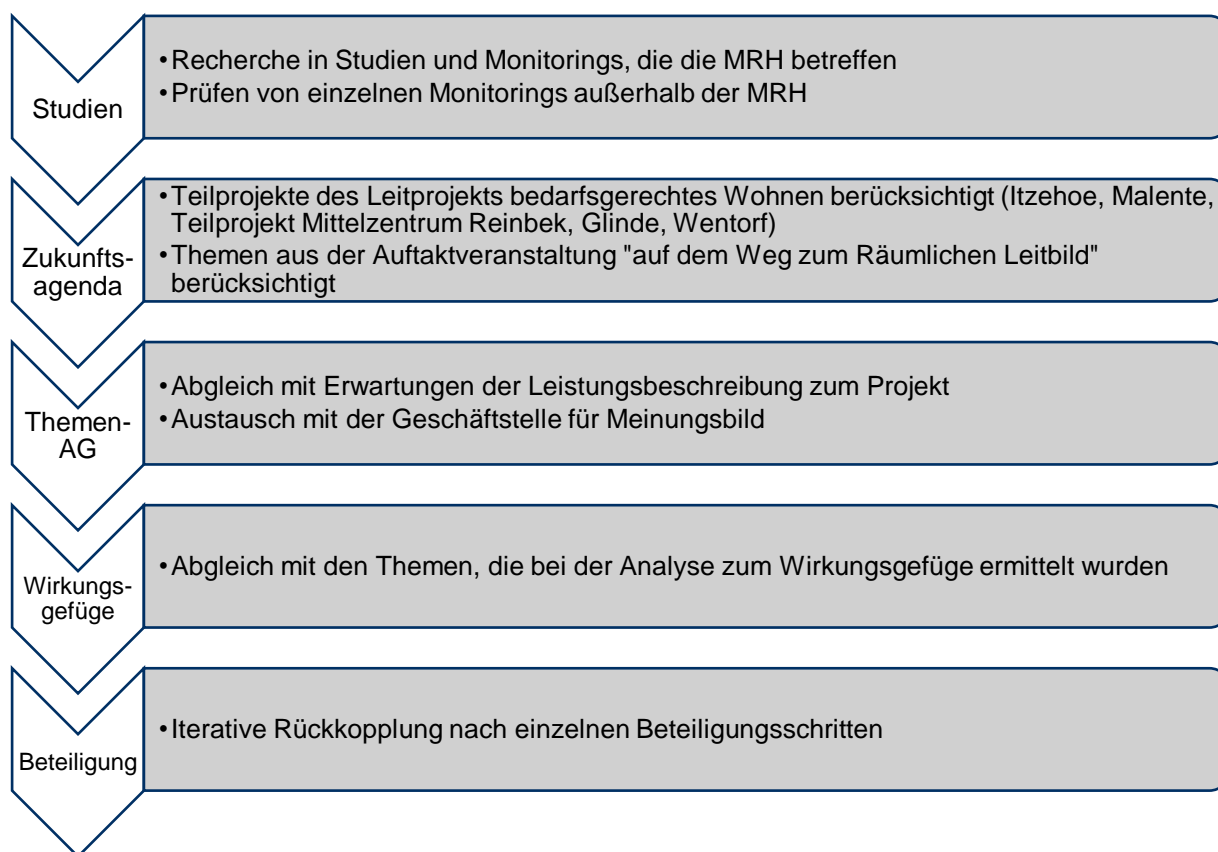 Studien
•Recherche in Studien und Monitorings, die die MRH betreffen
•Prüfen von einzelnen Monitorings außerhalb der MRH
Zukunfts-
agenda
•Teilprojekte des Leitprojekts bedarfsgerechtes Wohnen berücksichtigt (Itzehoe, Malente,
Teilprojekt Mittelzentrum Reinbek, Glinde, Wentorf)
•Themen aus der Auftaktveranstaltung "auf dem Weg zum Räumlichen Leitbild"
berücksichtigt
Themen-
AG
•Abgleich mit Erwartungen der Leistungsbeschreibung zum Projekt
•Austausch mit der Geschäftstelle für Meinungsbild
Wirkungs-
gefüge
•Abgleich mit den Themen, die bei der Analyse zum Wirkungsgefüge ermittelt wurden
Beteiligung
•Iterative Rückkopplung nach einzelnen Beteiligungsschritten